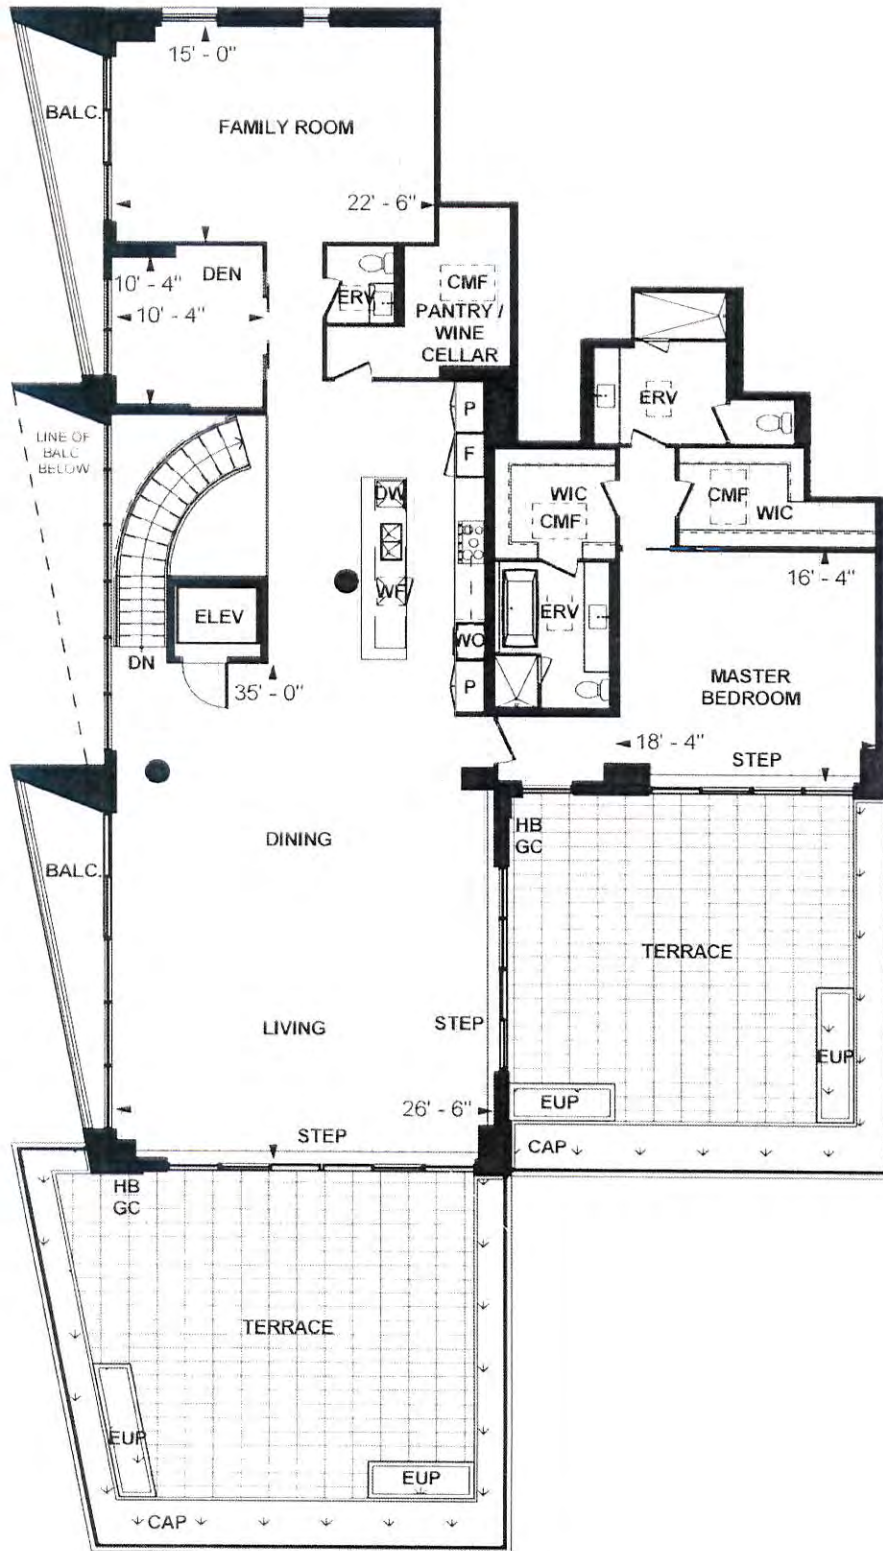 15' - 0"
BALC.
FAMILY ROOM
22' - 6"
10' - 4"
DEN
10' - 4"
ERV
CMF
PANTRY /
WINE
CELLAR
LINE OF
BALC
BELOW
P
F
ERV
DW
WIC
CMF
CMF
WIC
16' - 4"
ELEV
WF
ERV
WO
DN
35' - 0"
P
MASTER
BEDROOM
18' - 4"
STEP
DINING
HB
GC
BALC.
TERRACE
LIVING
STEP
EUP
26' - 6"
EUP
STEP
CAP
HB
GC
TERRACE
EUP
EUP
CAP